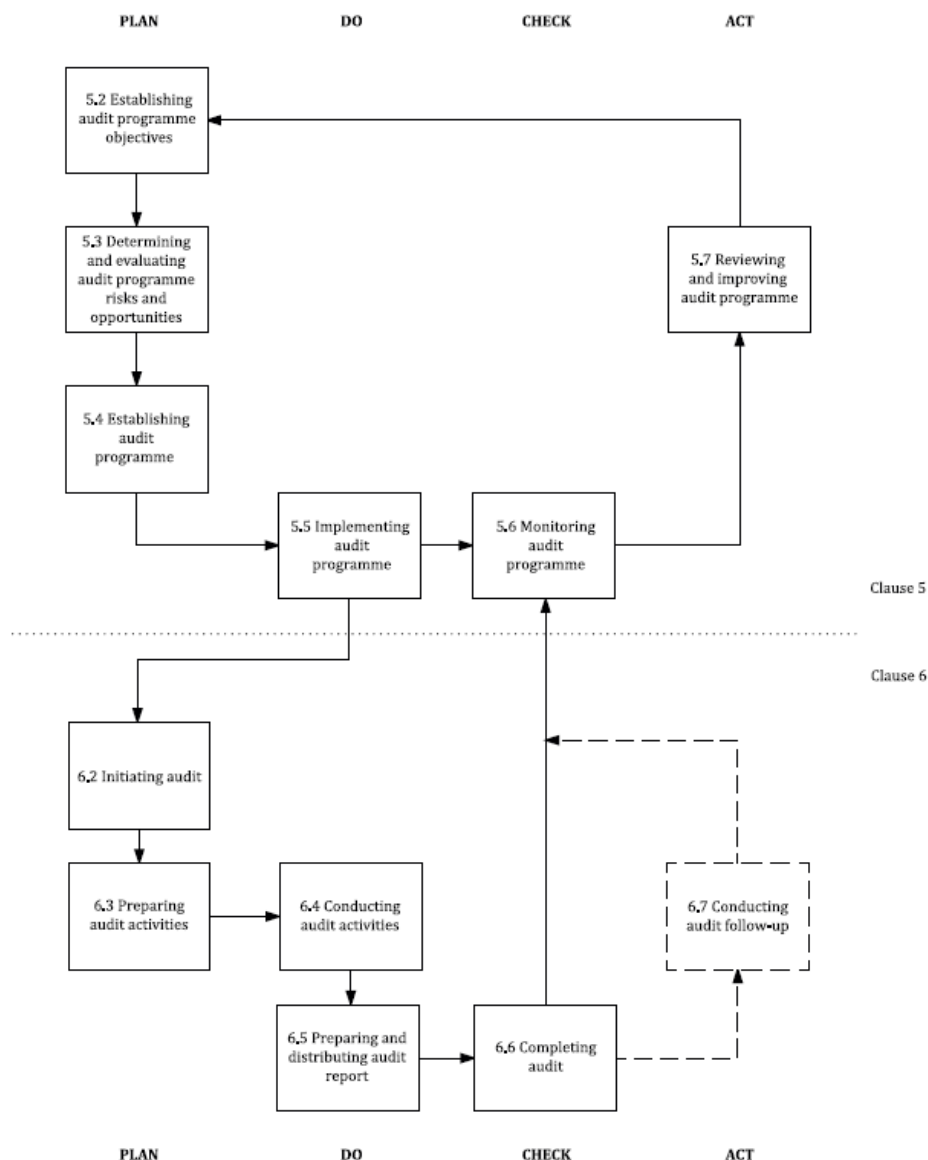 PLAN DO CHECK ACT
5.2 Establishing
audit programme
objectives
5.3 Determining
and evaluating
audit programme
risks and
opportunities
5.7 Reviewing
and improving
audit programme
5.4 Establishing
audit
programme
5.5 Implementing
audit
programme
5.6 Monitoring
audit
programme
Clause 5
Clause 6
6.2 Initiating audit
6.3 Preparing
audit activities
6.4 Conducting
audit activities
6.7 Conducting
audit follow-up
6.5 Preparing and
distributing audit
report
6.6 Completing
audit
PLAN DO CHECK ACT